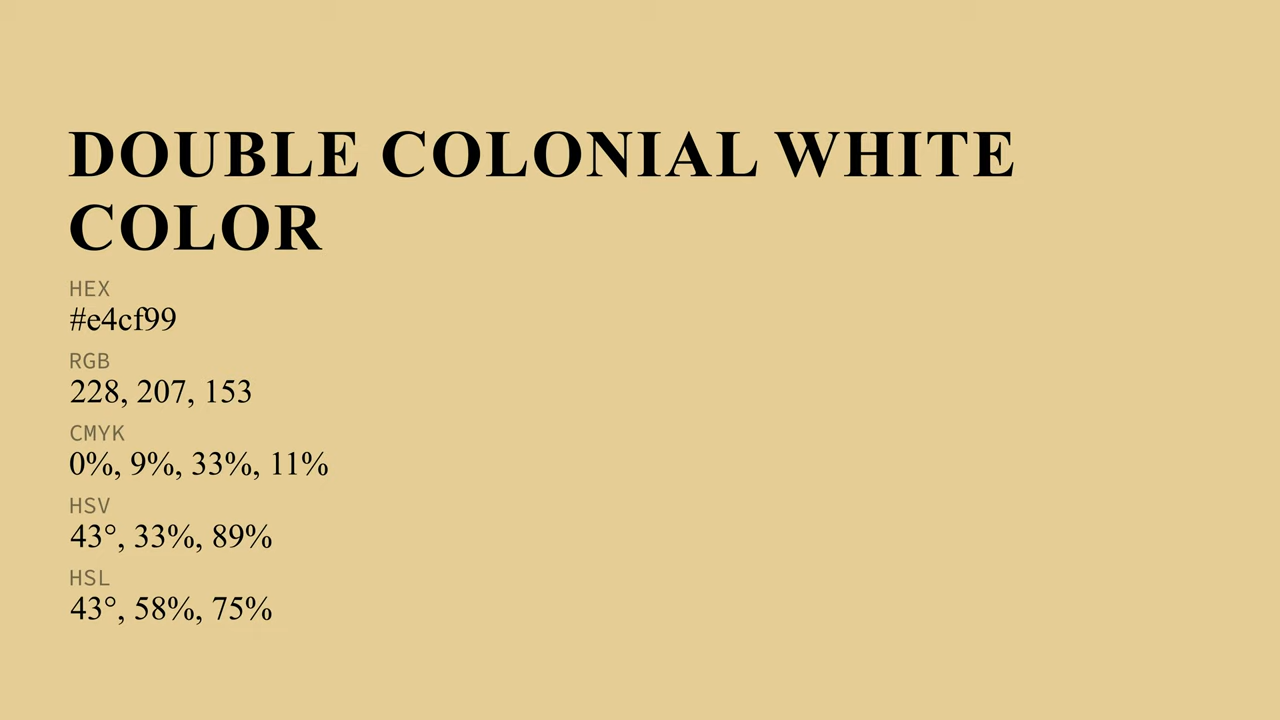 DOUBLE COLONIAL WHITE
COLOR
HEX
#e4cf99
RGB
228, 207, 153
CMYK
0%, 9%, 33%, 11%
HSV
43°, 33%, 89%
HSL
43°, 58%, 75%